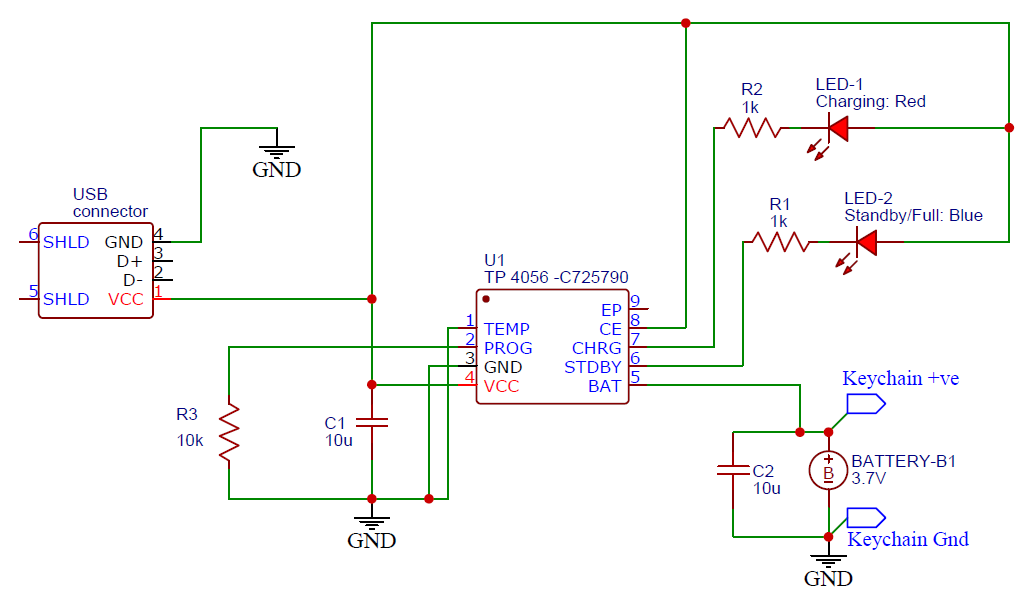 R2
1k
LED-1
Charging: Red
GND
USB
connector
6 SHLD GND 4
D+ 3
D- 2
5 SHLD VCC 1
R1
1k
LED-2
Standby/Full: Blue
U1
TP 4056 -C725790
EP 9
1 TEMP CE 8
2 PROG CHRG 7
3 GND STDBY 6
4 VCC BAT 5
Keychain +ve
R3
10k
C1
10u
C2
10u
B
BATTERY-B1
3.7V
GND
Keychain Gnd
GND